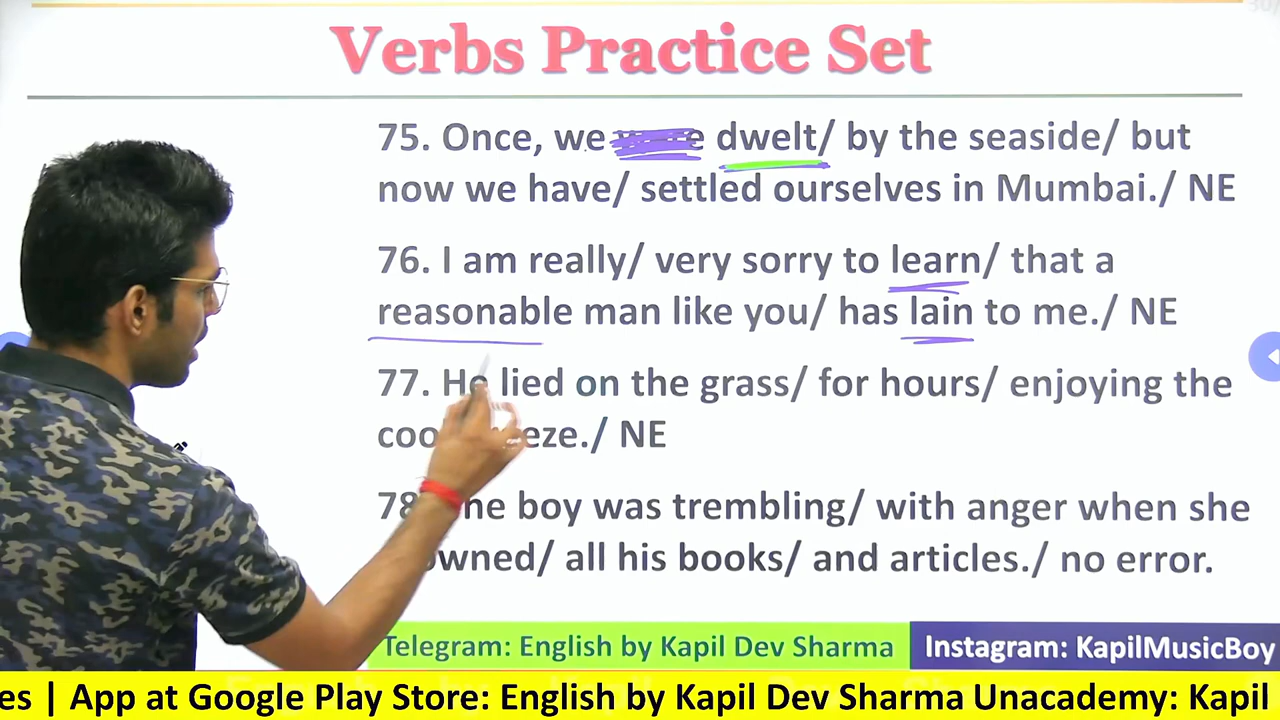 Verbs Practice Set
75. Once, we dwelt/ by the seaside/ but
now we have/ settled ourselves in Mumbai./ NE
76. I am really/ very sorry to learn/ that a
reasonable man like you/ has lain to me./ NE
77. He lied on the grass/ for hours/ enjoying the
./ NE
78 boy was trembling/ with anger when she
all his books/ and articles./ no error.
Telegram: English by Kapil Dev Sharma Instagram: KapilMusicBoy
es | App at Google Play Store: English by Kapil Dev Sharma Unacademy: Kapil